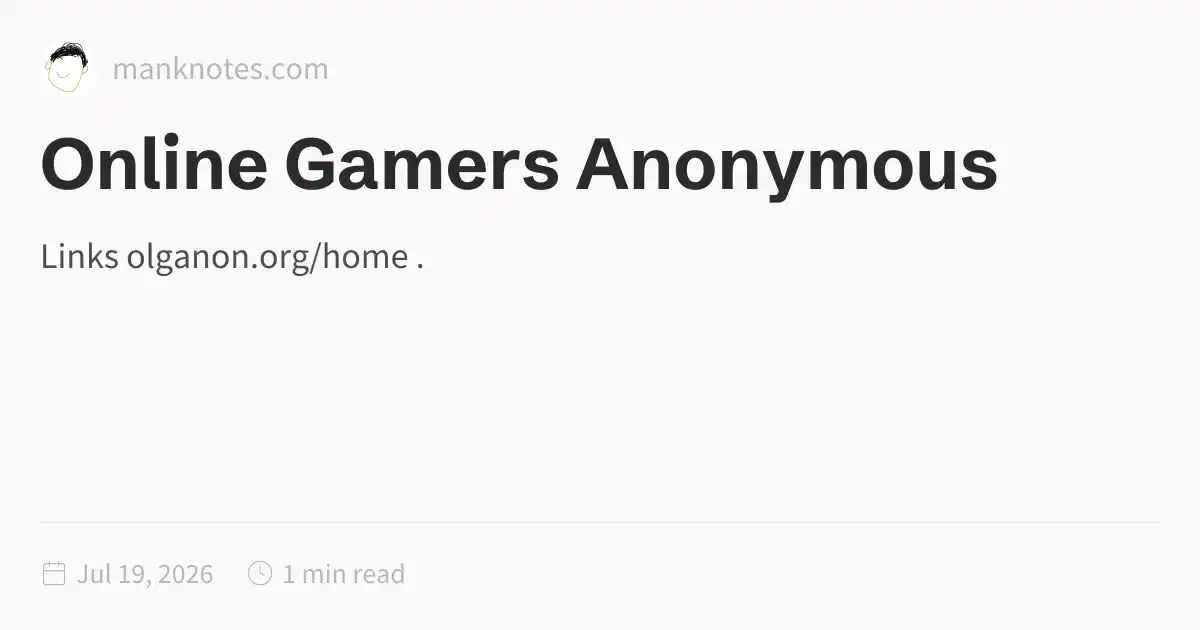 manknotes.com
Online Gamers Anonymous
Links olganon.org/home .
Jul 19, 2026 1 min read